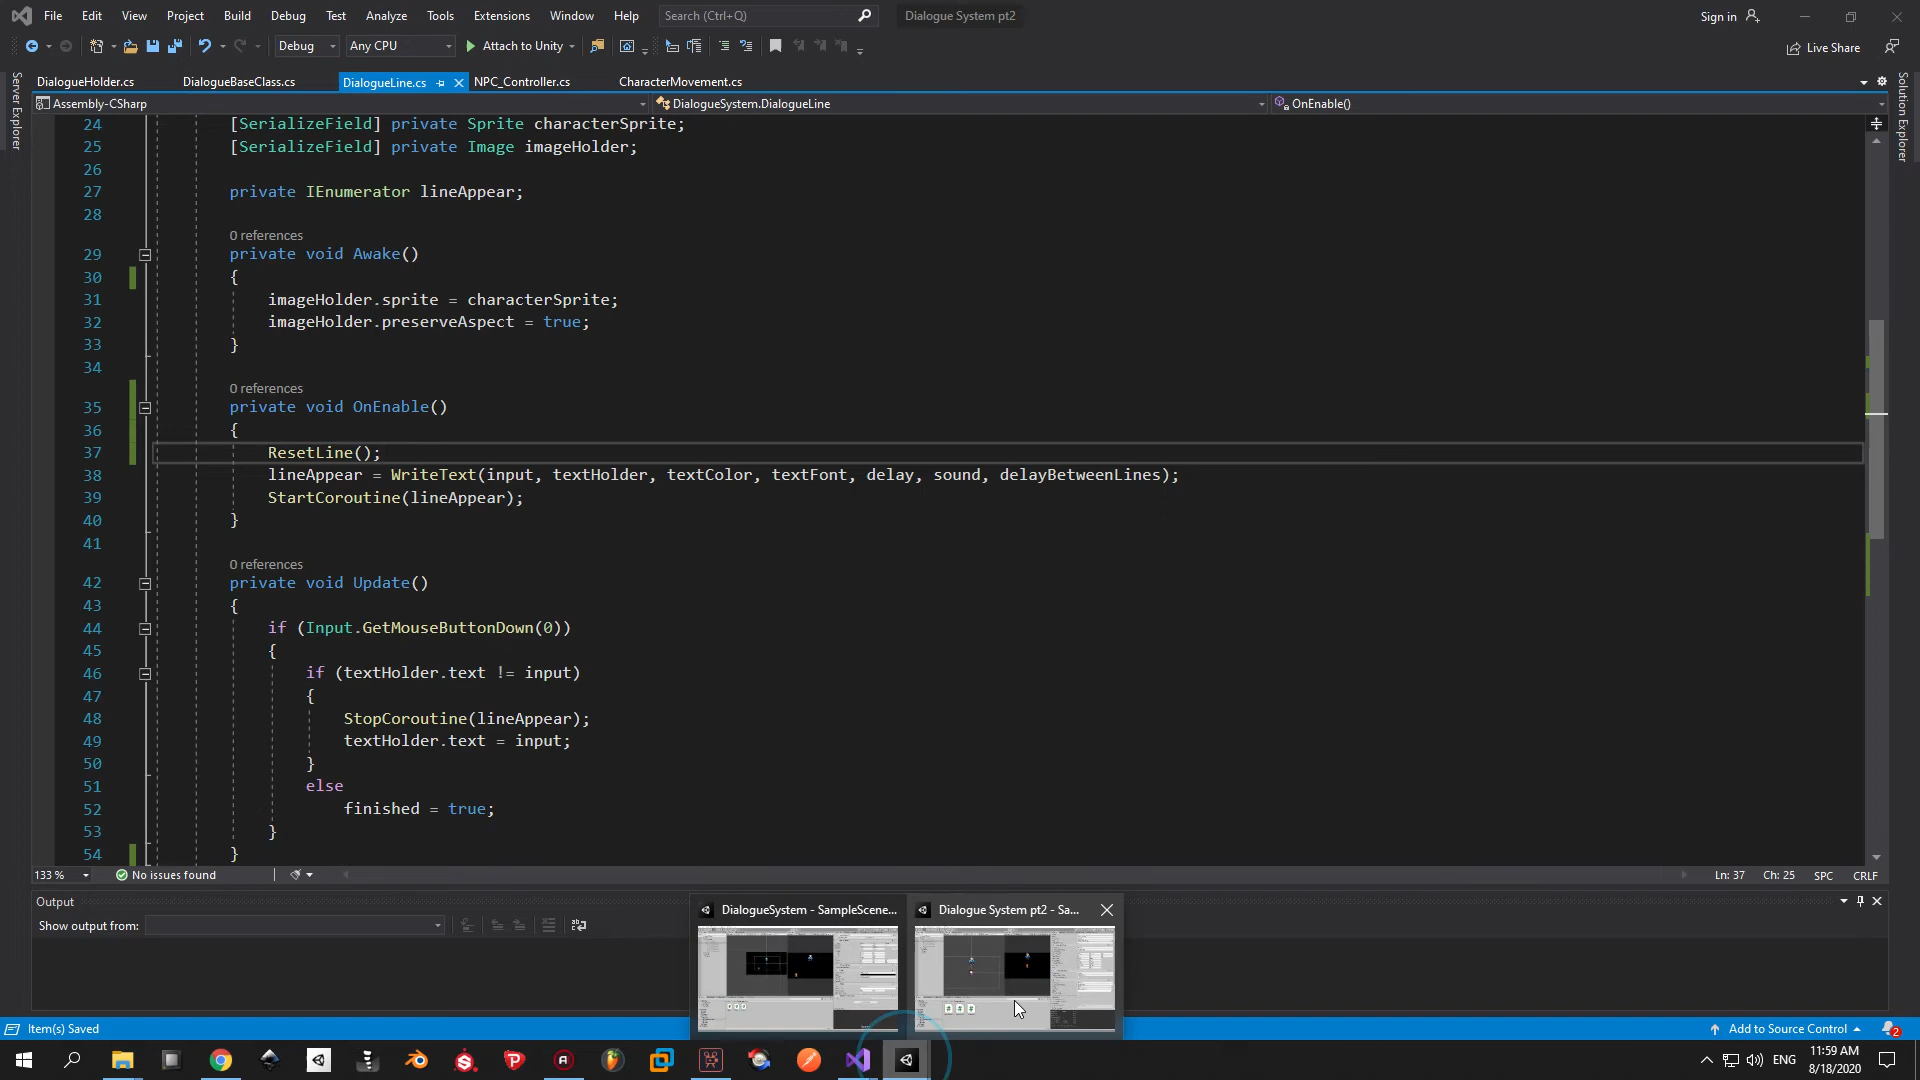 File Edit View Project Build Debug Test Analyze Tools Extensions Window Help Search (Ctrl+Q) Dialogue System pt2 Sign in
Debug Any CPU Attach to Unity Live Share
DialogueHolder.cs DialogueBaseClass.cs DialogueLine.cs NPC_Controller.cs CharacterMovement.cs
Server Explorer
Solution Explorer
Assembly-CSharp DialogueSystem.DialogueLine OnEnable()
24 [SerializeField] private Sprite characterSprite;
25 [SerializeField] private Image imageHolder;
26
27 private IEnumerator lineAppear;
28
0 references
29 private void Awake()
30 {
31 imageHolder.sprite = characterSprite;
32 imageHolder.preserveAspect = true;
33 }
34
0 references
35 private void OnEnable()
36 {
37 ResetLine();
38 lineAppear = WriteText(input, textHolder, textColor, textFont, delay, sound, delayBetweenLines);
39 StartCoroutine(lineAppear);
40 }
41
0 references
42 private void Update()
43 {
44 if (Input.GetMouseButtonDown(0))
45 {
46 if (textHolder.text != input)
47 {
48 StopCoroutine(lineAppear);
49 textHolder.text = input;
50 }
51 else
52 finished = true;
53 }
54 }
133 % No issues found Ln: 37 Ch: 25 SPC CRLF
Output
Show output from:
DialogueSystem - SampleScene... Dialogue System pt2 - Sa...
Item(s) Saved Add to Source Control 2
ENG 11:59 AM
8/18/2020